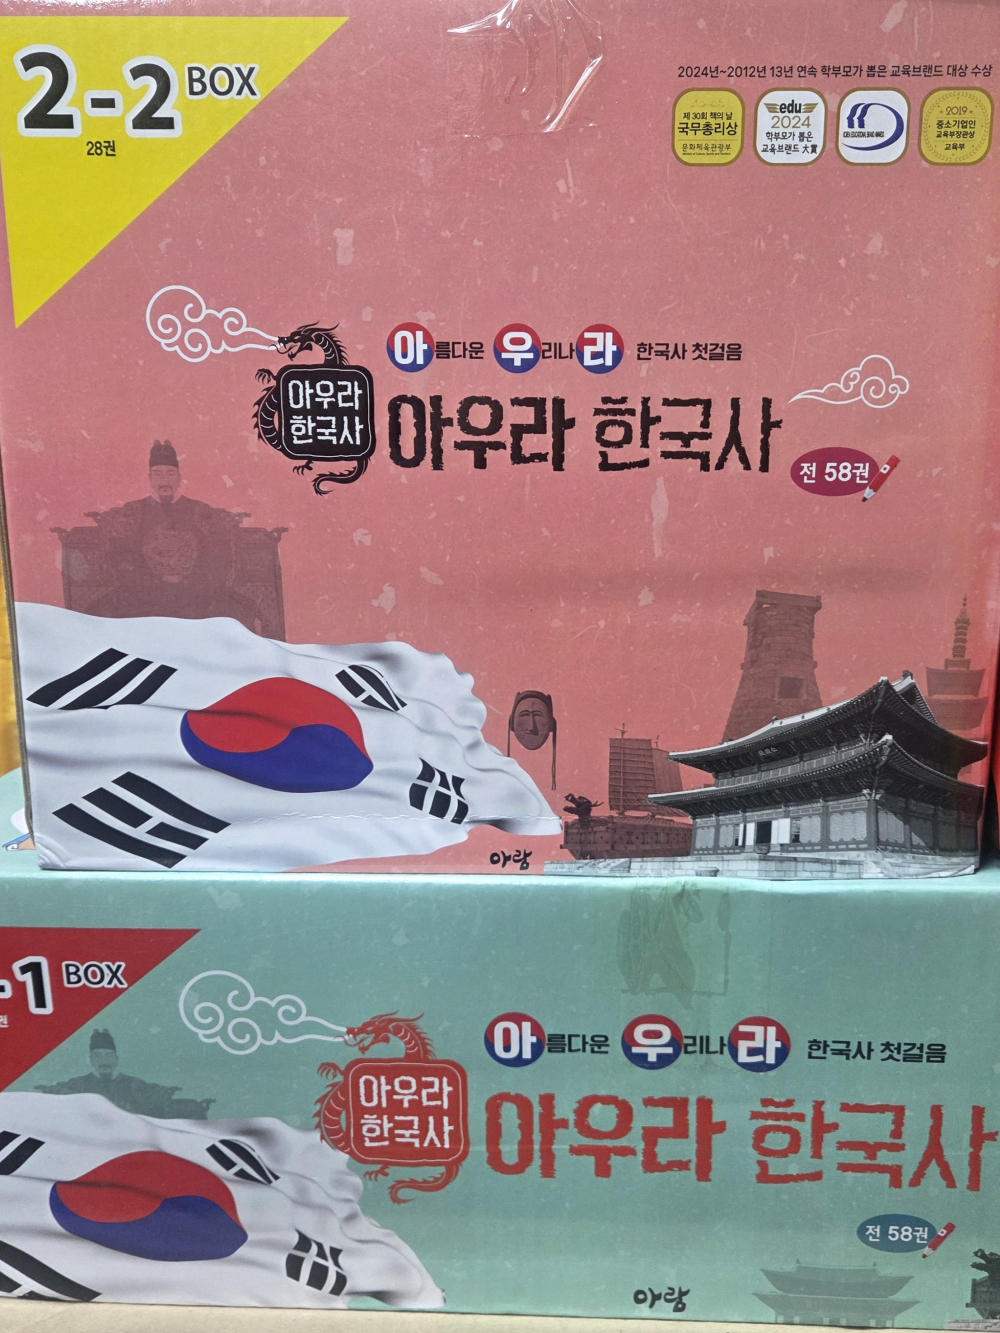 2-2 BOX
28권
2024년~2012년 13년 연속 학부모가 뽑은 교육브랜드 대상 수상
제 30회 책의 날
국무총리상
문화체육관광부
edu
2024
학부모가 뽑은
교육브랜드 大賞
2019
중소기업인
교육부장관상
교육부
아름다운 우리나라 한국사 첫걸음
아우라
한국사
아우라 한국사
전 58권
아람
-1 BOX
권
아름다운 우리나라 한국사 첫걸음
아우라
한국사
아우라 한국사
전 58권
아람